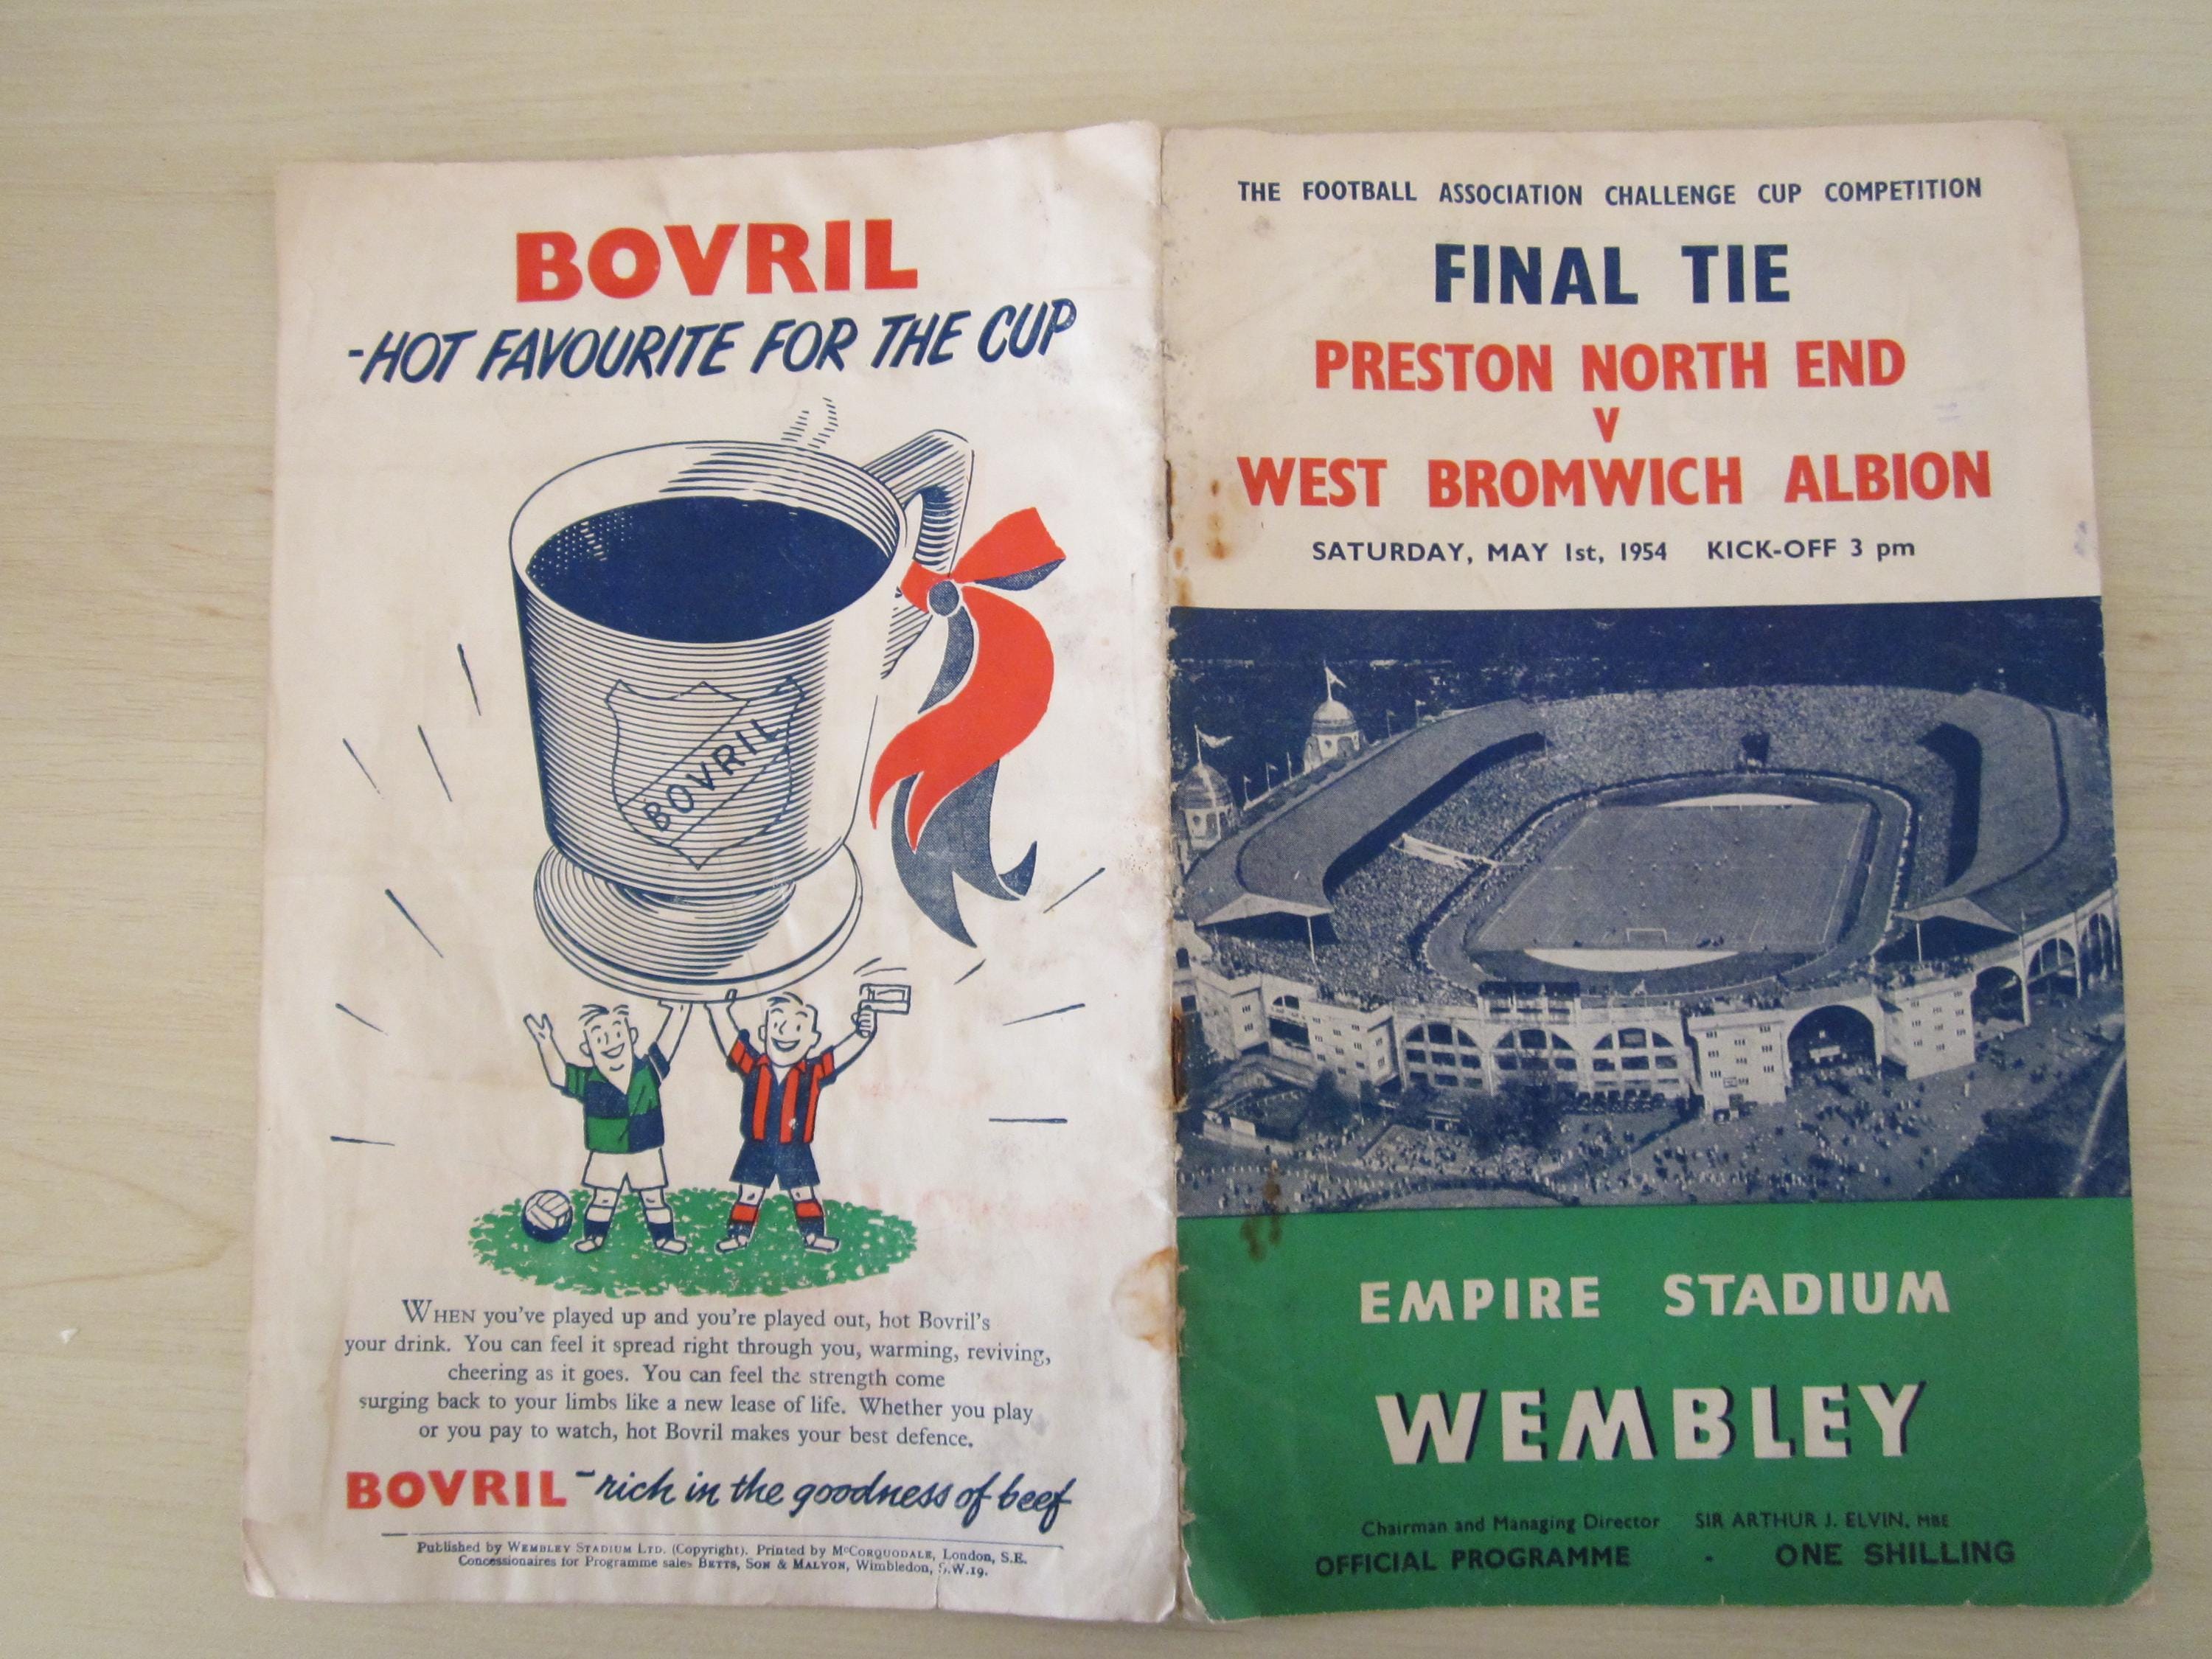 BOVRIL
-HOT FAVOURITE FOR THE CUP
BOVRIL
WHEN you've played up and you're played out, hot Bovril's
your drink. You can feel it spread right through you, warming, reviving,
cheering as it goes. You can feel the strength come
surging back to your limbs like a new lease of life. Whether you play
or you pay to watch, hot Bovril makes your best defence.
BOVRIL -rich in the goodness of beef
Published by WEMBLEY STADIUM LTD. (Copyright). Printed by McCORQUODALE, London, S.E.
Concessionaires for Programme sales BETTS, SON & MALYON, Wimbledon, S.W.19.
THE FOOTBALL ASSOCIATION CHALLENGE CUP COMPETITION
FINAL TIE
PRESTON NORTH END
V
WEST BROMWICH ALBION
SATURDAY, MAY 1st, 1954 KICK-OFF 3 pm
EMPIRE STADIUM
WEMBLEY
Chairman and Managing Director SIR ARTHUR J. ELVIN, MBE
OFFICIAL PROGRAMME - ONE SHILLING